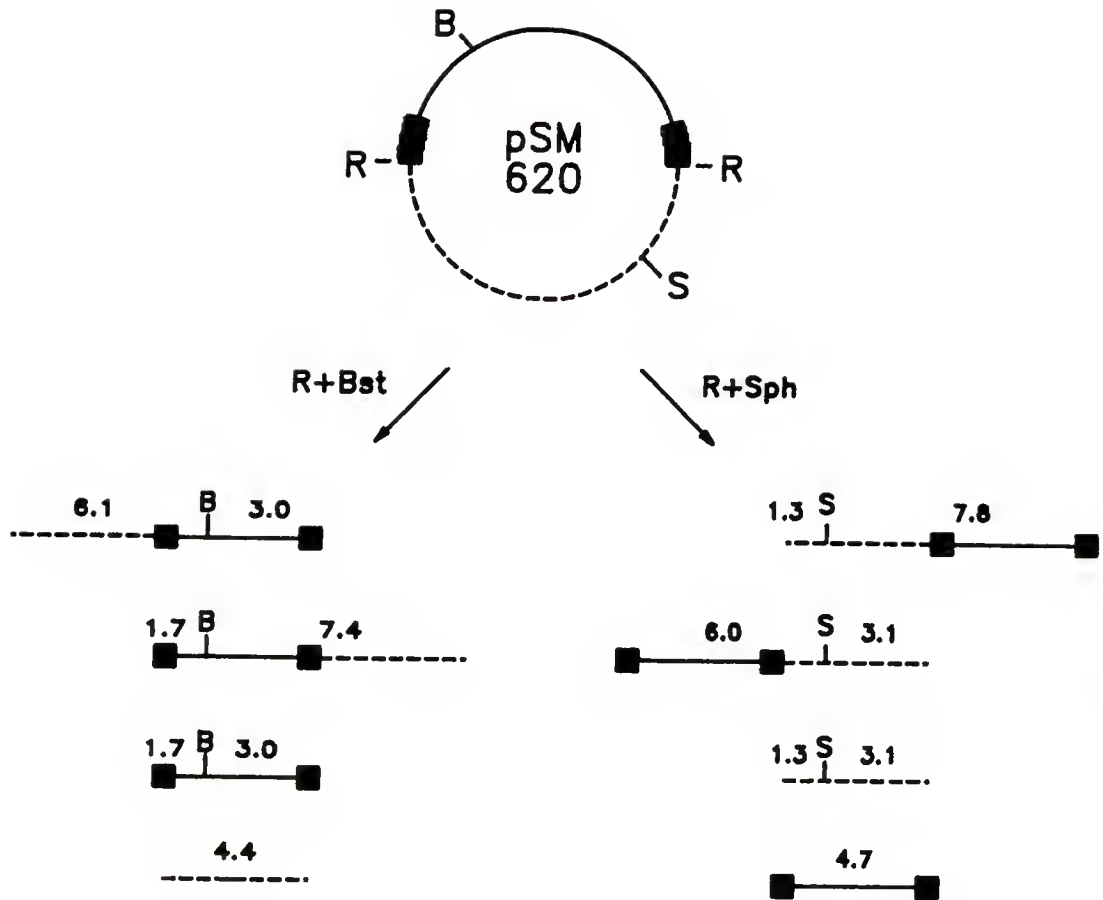 B
pSM
620
R
R
S
R+Bst
R+Sph
6.1 B 3.0
1.3 S 7.8
1.7 B 7.4
6.0 S 3.1
1.7 B 3.0
1.3 S 3.1
4.4
4.7